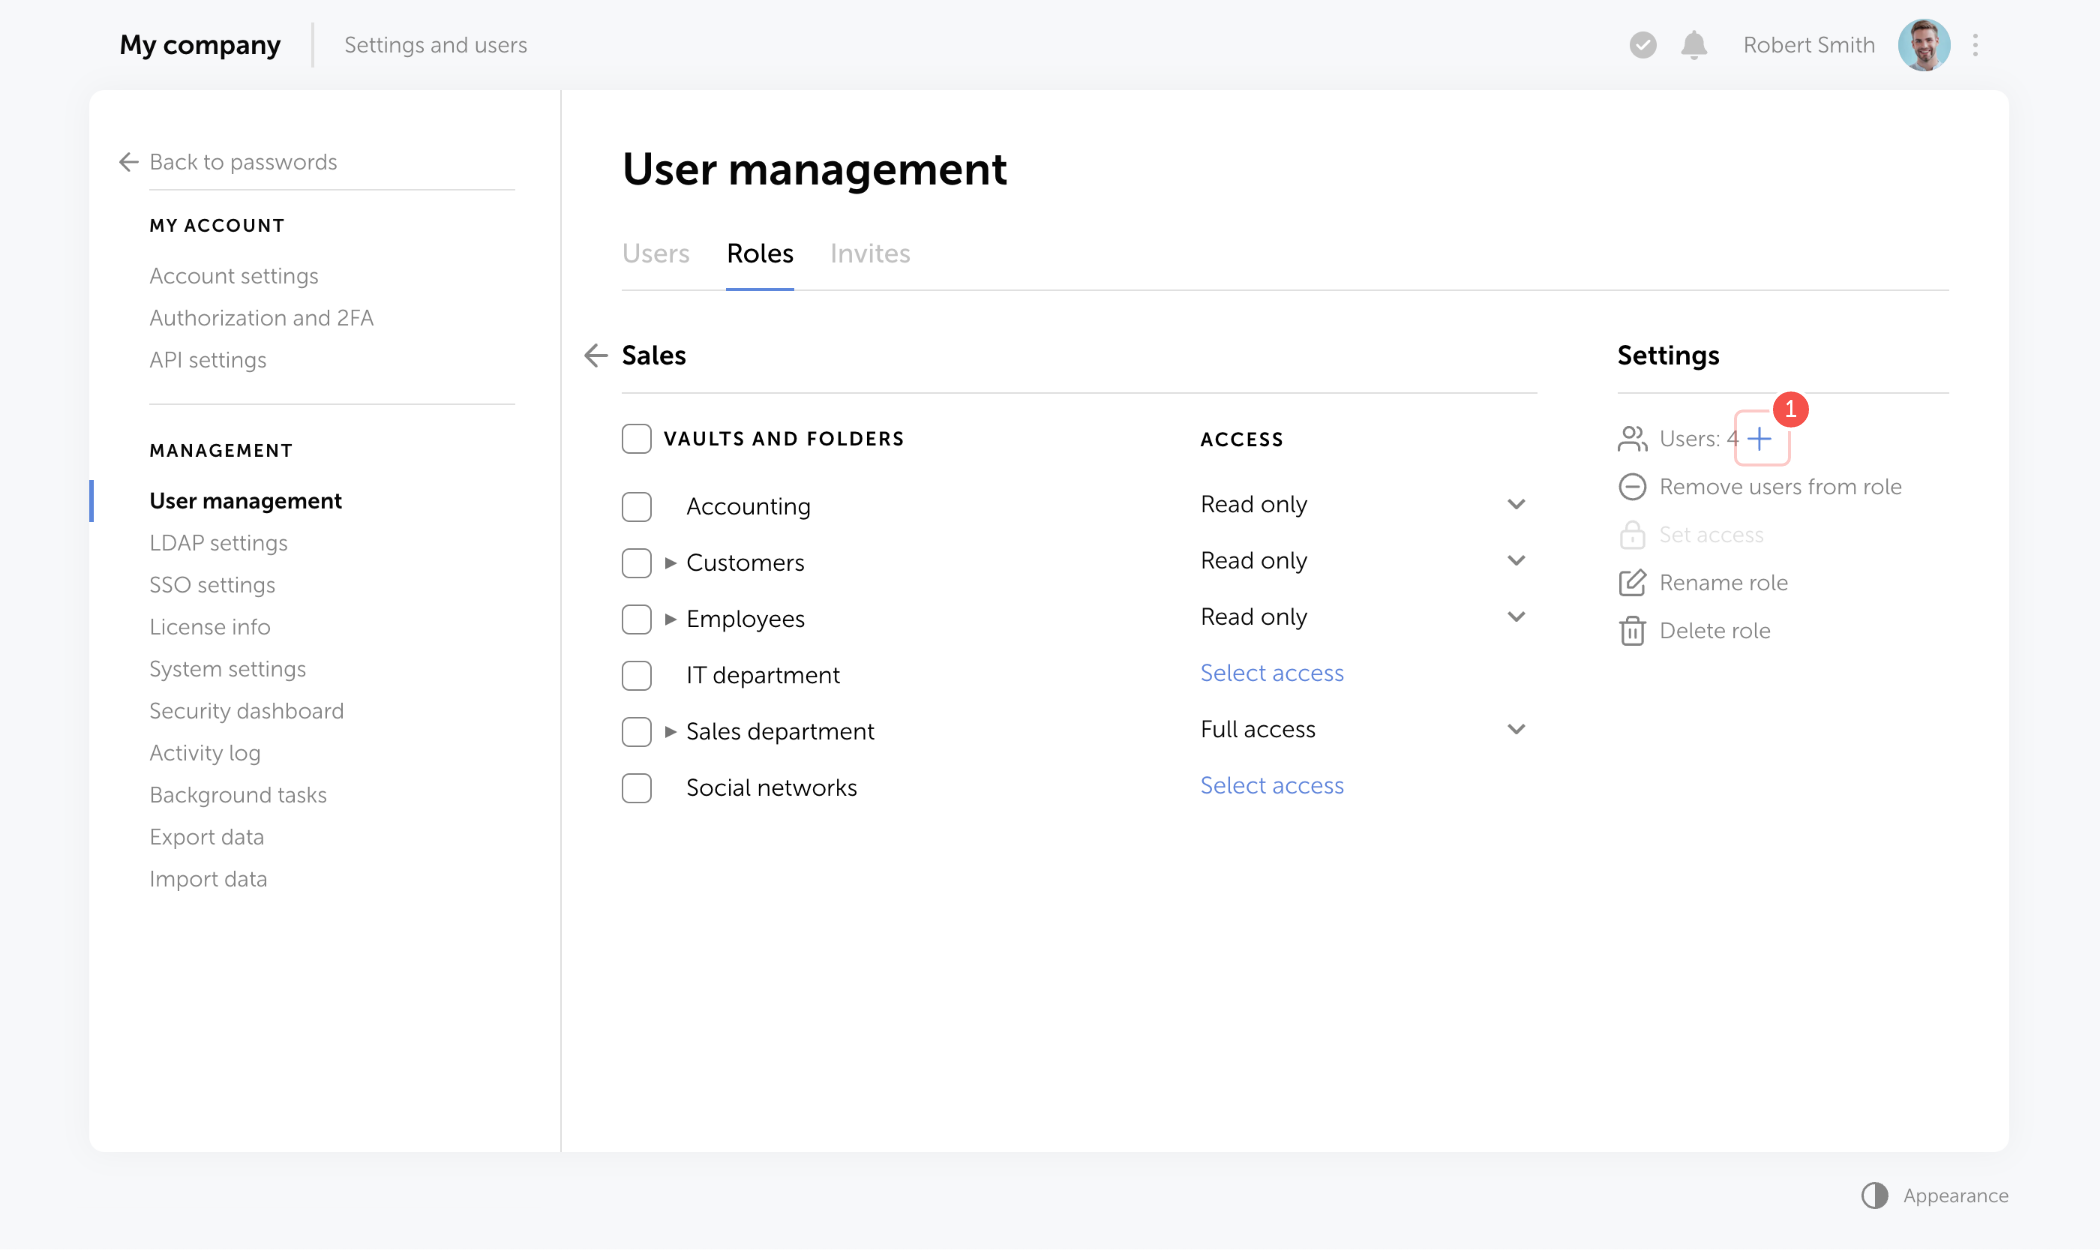 My company
Settings and users
Robert Smith
Back to passwords
MY ACCOUNT
Account settings
Authorization and 2FA
API settings
MANAGEMENT
User management
LDAP settings
SSO settings
License info
System settings
Security dashboard
Activity log
Background tasks
Export data
Import data
User management
Users Roles Invites
Sales
VAULTS AND FOLDERS ACCESS
Accounting Read only
Customers Read only
Employees Read only
IT department Select access
Sales department Full access
Social networks Select access
Settings
1
Users: 4
Remove users from role
Set access
Rename role
Delete role
Appearance